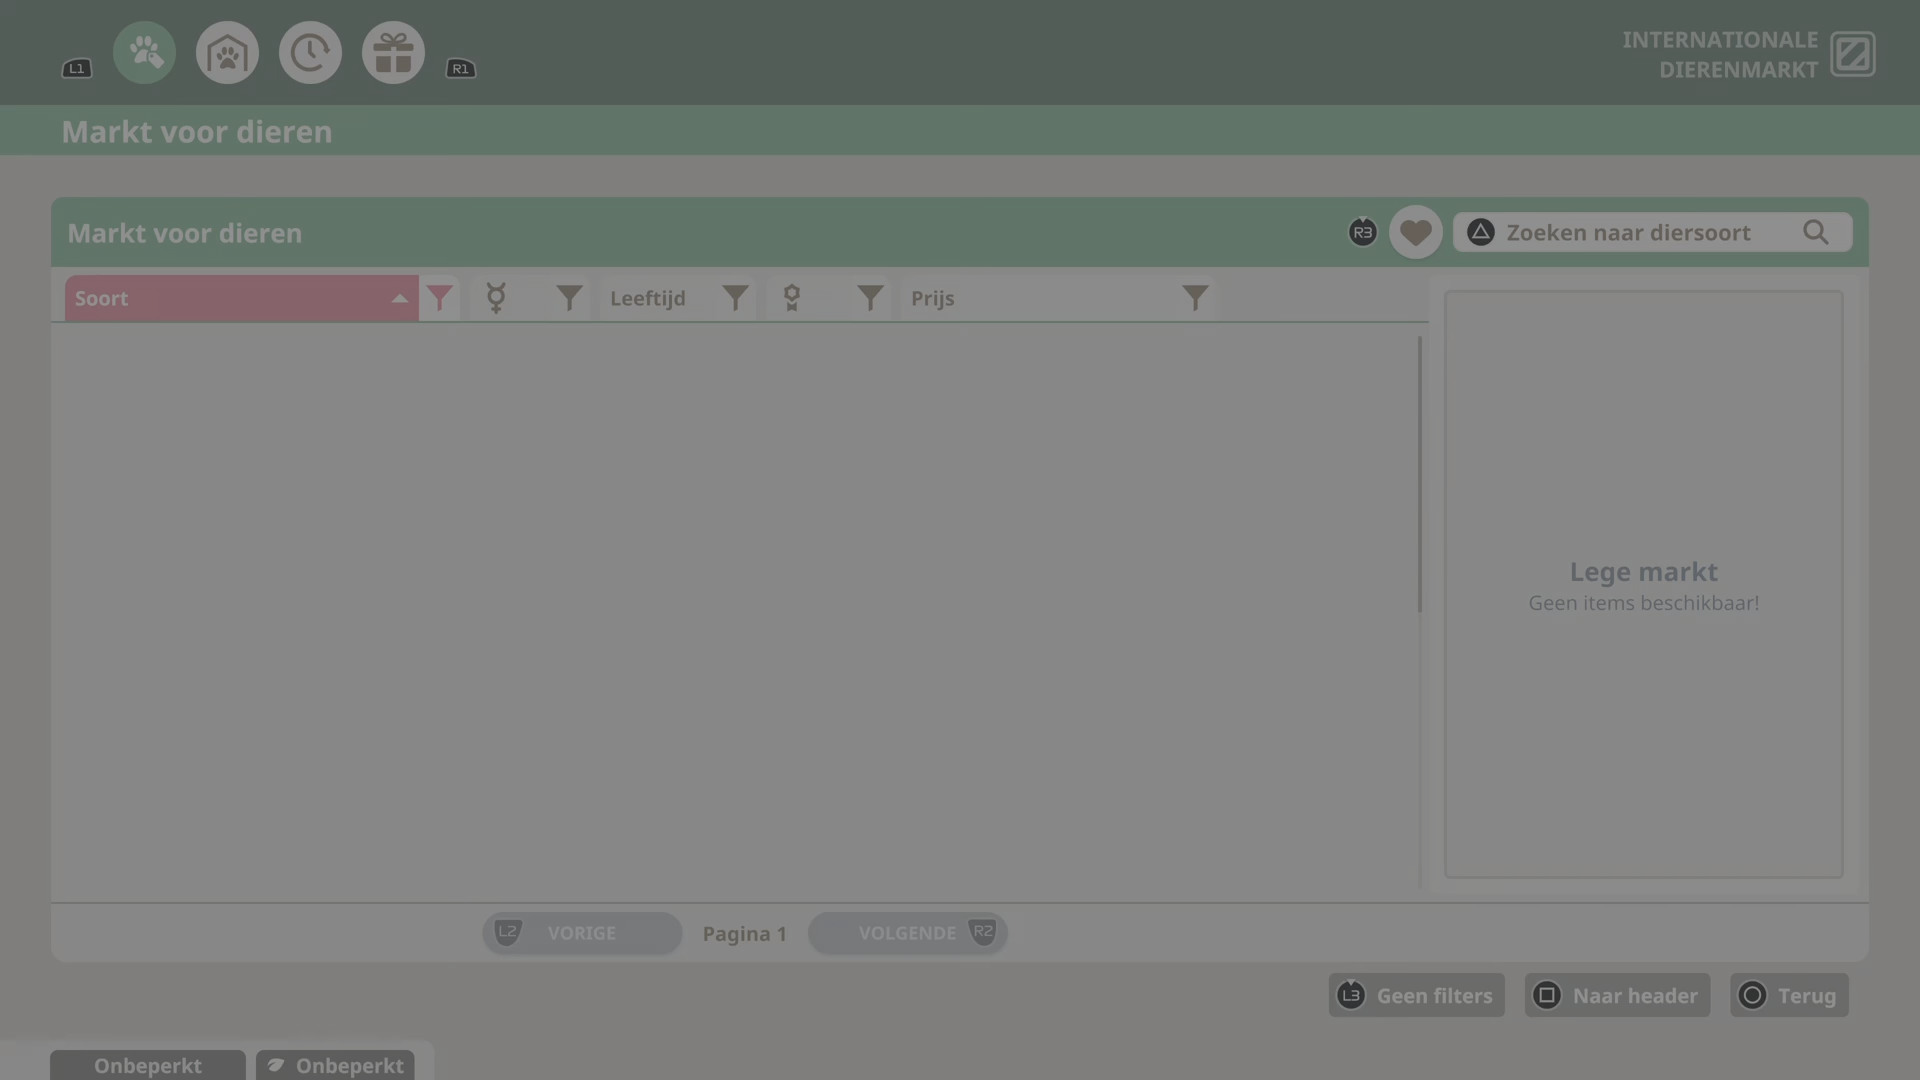 L1
R1
INTERNATIONALE
DIERENMARKT
Markt voor dieren
Markt voor dieren
R3
Zoeken naar diersoort
Soort
Leeftijd
Prijs
Lege markt
Geen items beschikbaar!
L2 VORIGE
Pagina 1
VOLGENDE R2
L3 Geen filters
Naar header
Terug
Onbeperkt
Onbeperkt